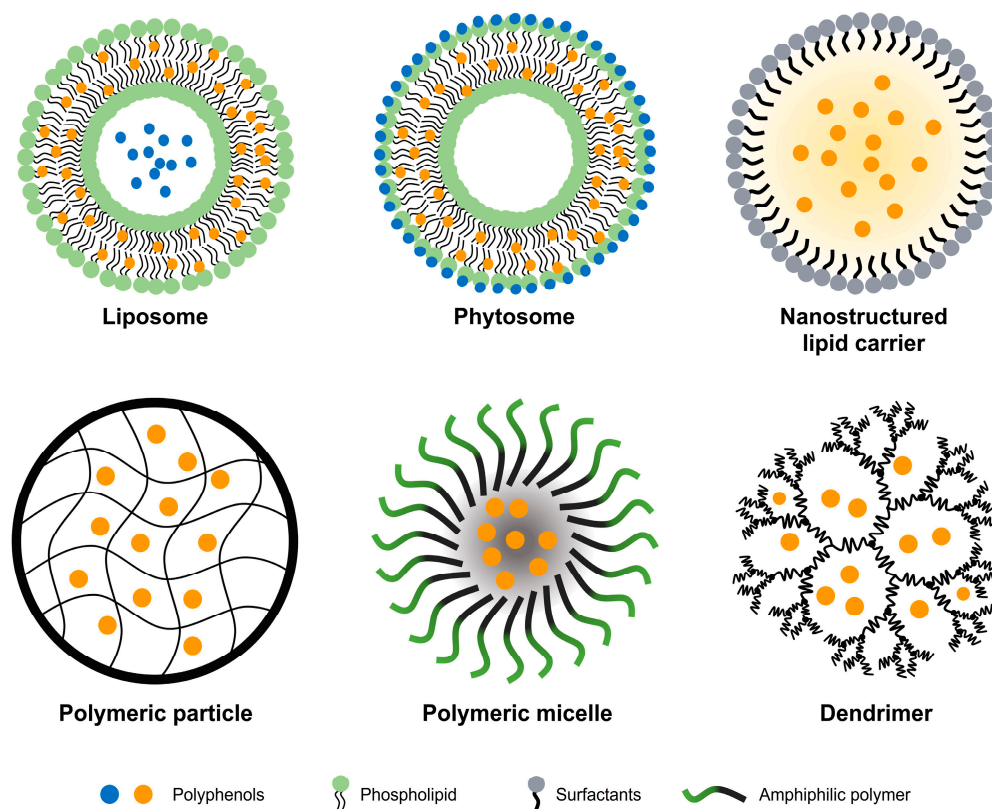 Liposome
Phytosome
Nanostructured
lipid carrier
Polymeric particle
Polymeric micelle
Dendrimer
Polyphenols
Phospholipid
Surfactants
Amphiphilic polymer